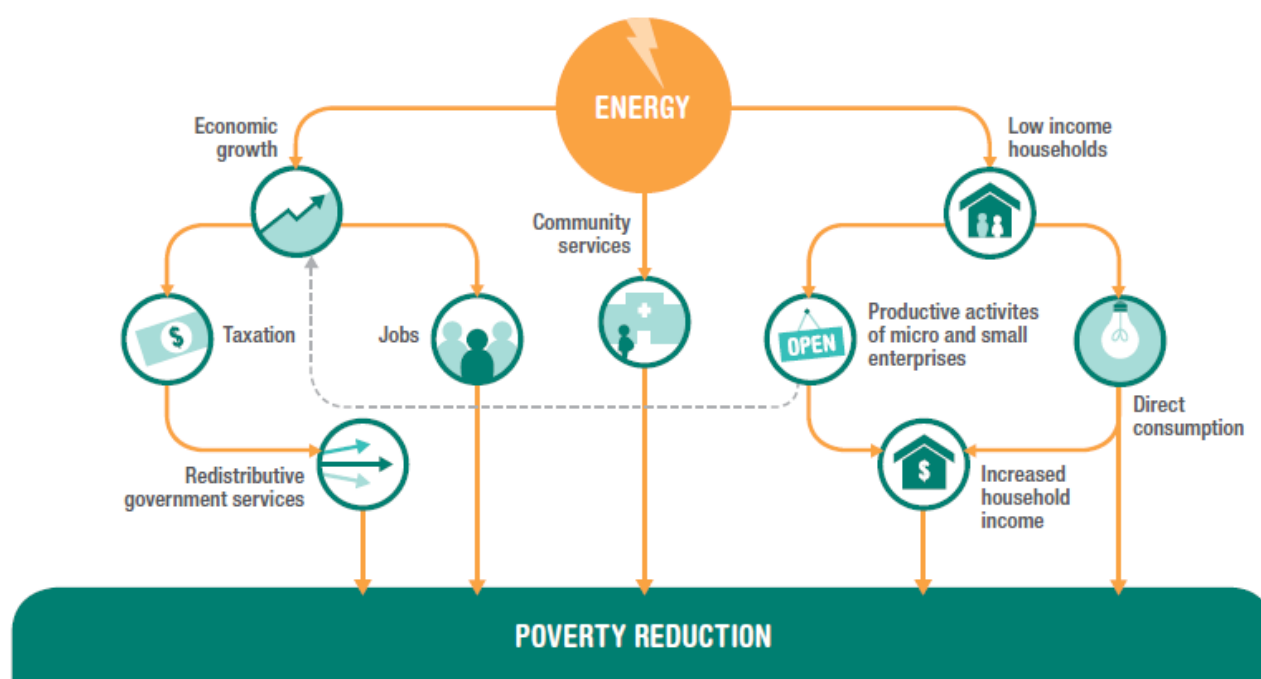 ENERGY
Economic
growth
Low income
households
Community
services
$
Taxation
Jobs
OPEN
Productive activites
of micro and small
enterprises
Direct
consumption
Redistributive
government services
$
Increased
household
income
POVERTY REDUCTION